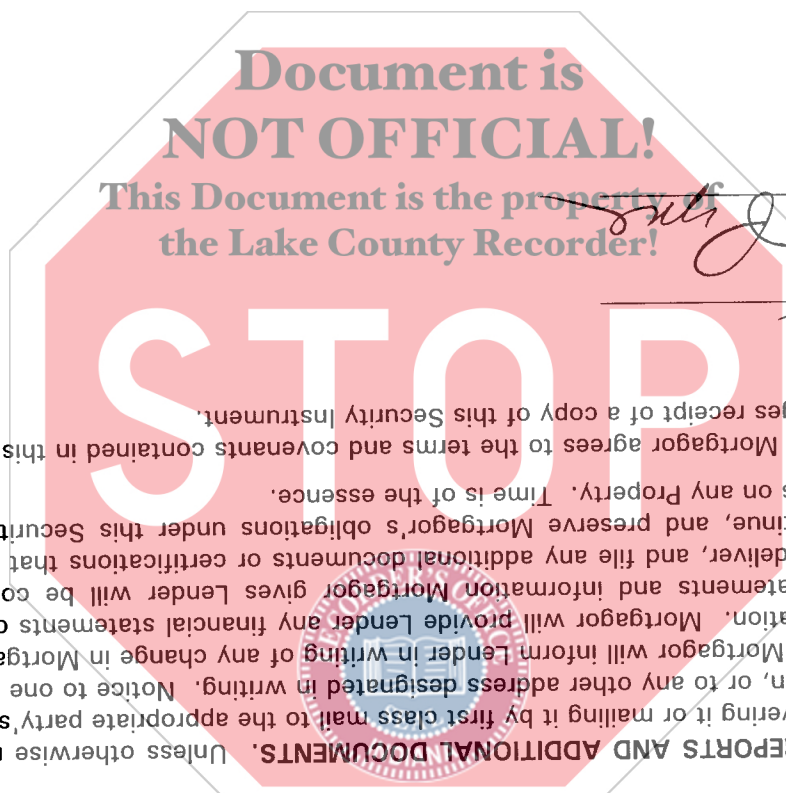 Document is
NOT OFFICIAL!
This Document is the property of
the Lake County Recorder!
STOP
RECORDER'S OFFICE
EPORTS AND ADDITIONAL DOCUMENTS. Unless otherwise
vering it or mailing it by first class mail to the appropriate party's
n, or to any other address designated in writing. Notice to one
Mortgagor will inform Lender in writing of any change in Mortgag
ation. Mortgagor will provide Lender any financial statements o
tatements and information Mortgagor gives Lender will be co
deliver, and file any additional documents or certifications that
tinue, and preserve Mortgagor's obligations under this Securit
s on any Property. Time is of the essence.
Mortgagor agrees to the terms and covenants contained in this
ges receipt of a copy of this Security Instrument.